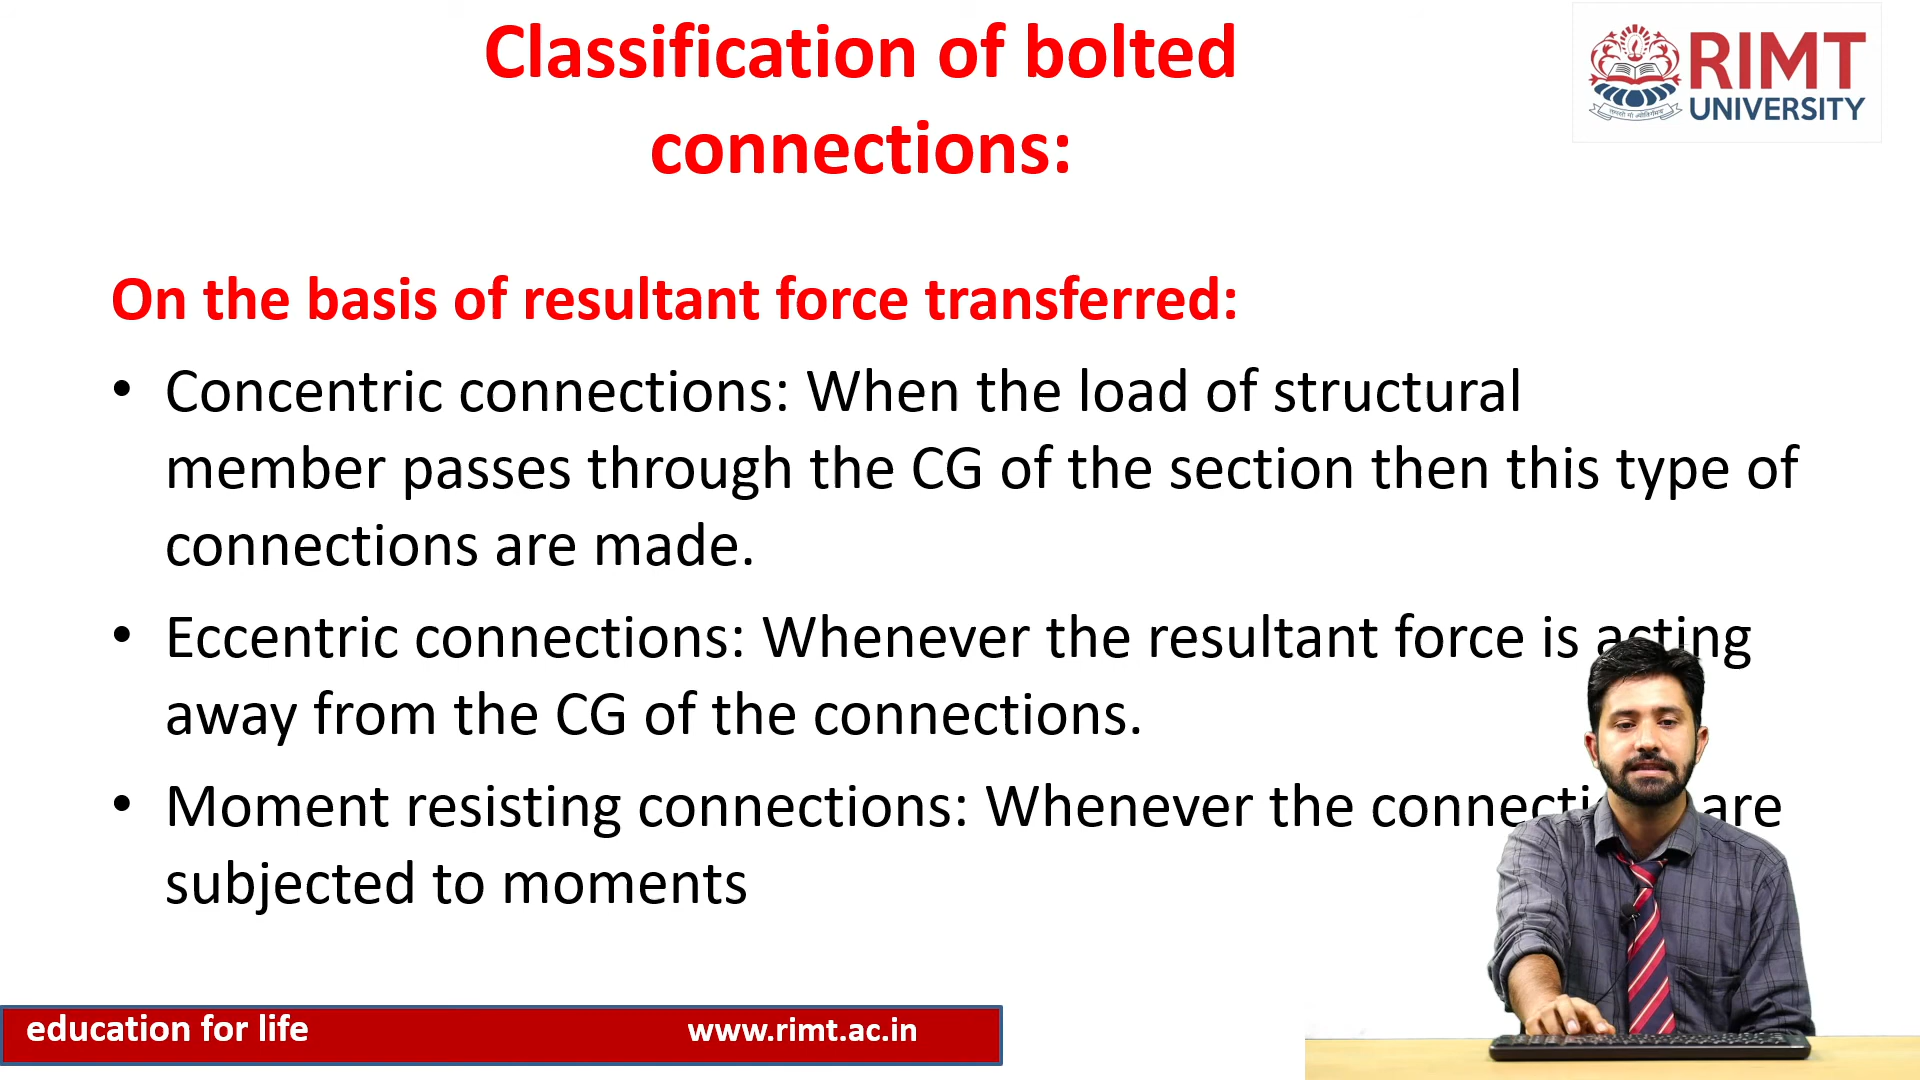 Classification of bolted
connections:
RIMT
UNIVERSITY
On the basis of resultant force transferred:
• Concentric connections: When the load of structural
member passes through the CG of the section then this type of
connections are made.
• Eccentric connections: Whenever the resultant force is acting
away from the CG of the connections.
• Moment resisting connections: Whenever the are
subjected to moments
education for life www.rimt.ac.in